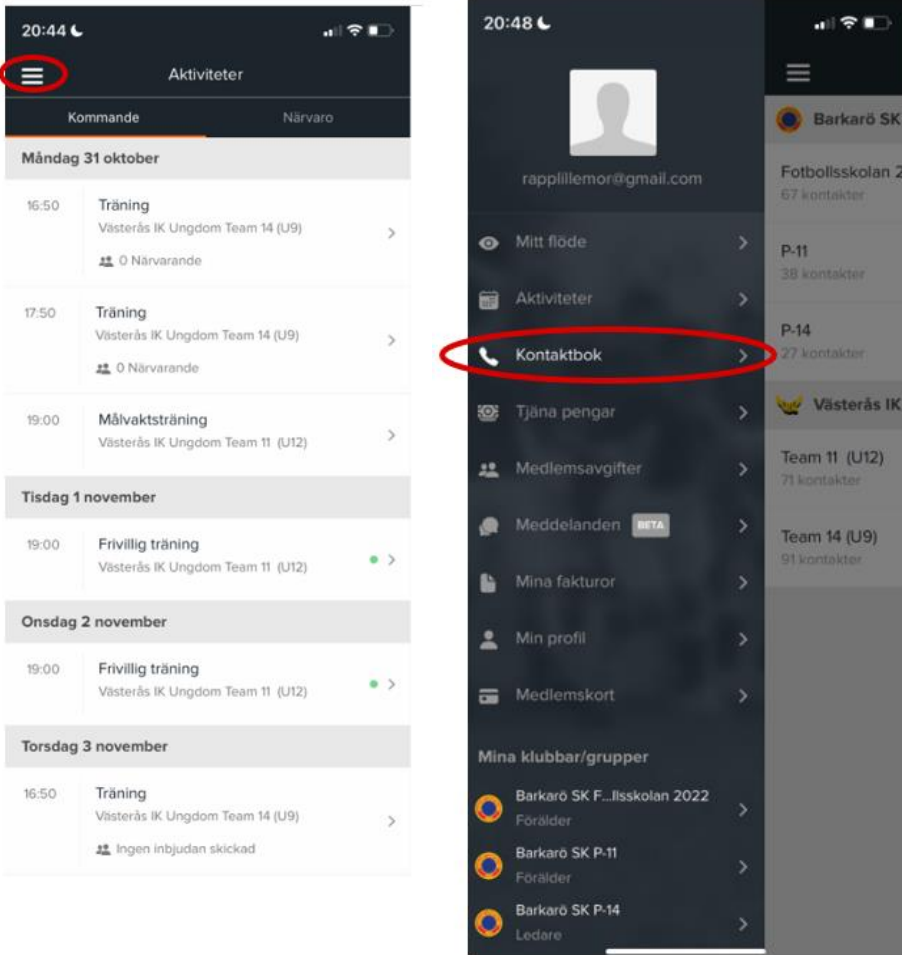 20:44
Aktiviteter
Kommande
Närvaro
Måndag 31 oktober
16:50
Träning
Västerås IK Ungdom Team 14 (U9)
0 Närvarande
17:50
Träning
Västerås IK Ungdom Team 14 (U9)
0 Närvarande
19:00
Målvaktsträning
Västerås IK Ungdom Team 11 (U12)
Tisdag 1 november
19:00
Frivillig träning
Västerås IK Ungdom Team 11 (U12)
Onsdag 2 november
19:00
Frivillig träning
Västerås IK Ungdom Team 11 (U12)
Torsdag 3 november
16:50
Träning
Västerås IK Ungdom Team 14 (U9)
Ingen inbjudan skickad
20:48
rapplillemor@gmail.com
Mitt flöde
Aktiviteter
Kontaktbok
Tjäna pengar
Medlemsavgifter
Meddelanden BETA
Mina fakturor
Min profil
Medlemskort
Mina klubbar/grupper
Barkarö SK F...llsskolan 2022
Förälder
Barkarö SK P-11
Förälder
Barkarö SK P-14
Ledare
Barkarö SK
Fotbollsskolan 2
67 kontakter
P-11
38 kontakter
P-14
27 kontakter
Västerås IK
Team 11 (U12)
71 kontakter
Team 14 (U9)
91 kontakter